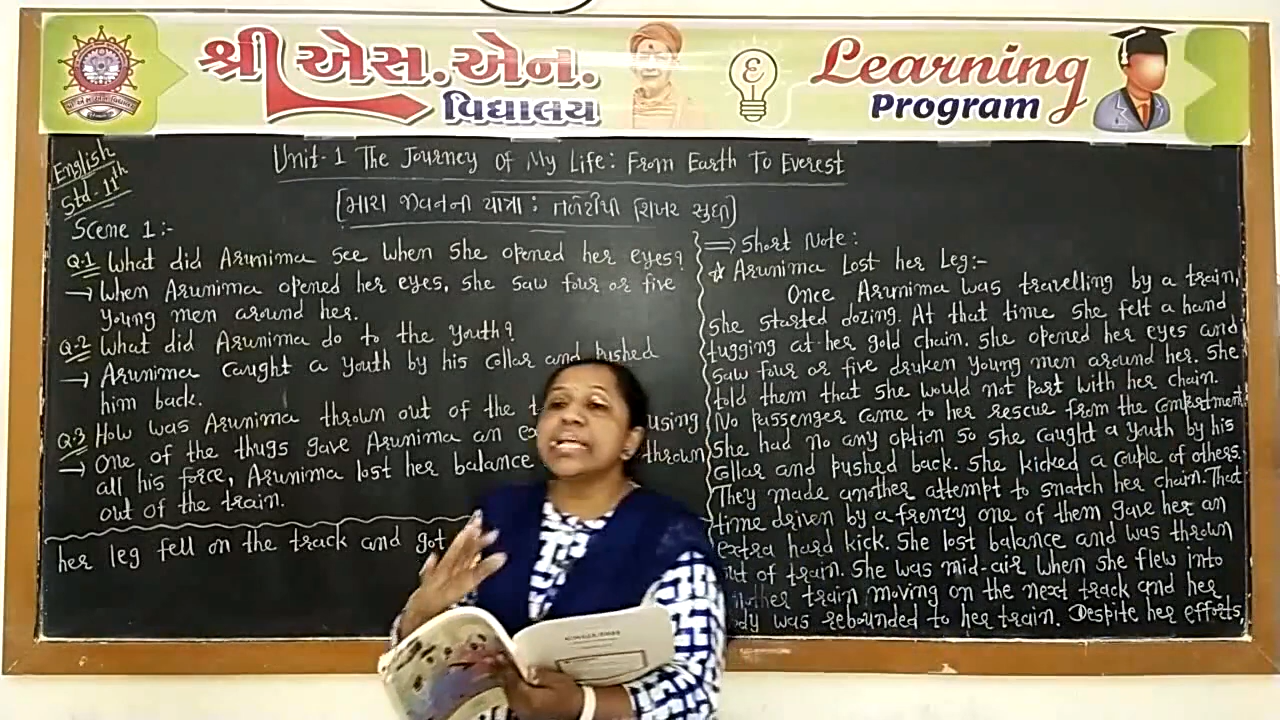 શ્રી એસ.એન.
વિદ્યાલય
Learning
Program
English
Std-11th
Unit-1 The Journey Of My Life: From Earth To Everest
[મારા જીવનની યાત્રા : તળેટીથી શિખર સુધી]
Scene 1:-
Q.1 What did Arunima see when she opened her eyes?
→ When Arunima opened her eyes, she saw four or five
young men around her.
Q.2 What did Arunima do to the youth?
→ Arunima caught a youth by his collar and pushed
him back.
Q.3 How was Arunima thrown out of the
→ One of the thugs gave Arunima an using
all his force, Arunima lost her balance thrown
out of the train.
⇒ Short Note:
☆ Arunima Lost her Leg:-
Once Arunima was travelling by a train,
she started dozing. At that time she felt a hand
tugging at her gold chain. She opened her eyes and
saw four or five druken young men around her. She
told them that she would not part with her chain.
No passenger came to her rescue from the compartment.
She had no any option so she caught a youth by his
collar and pushed back. She kicked a couple of others.
They made another attempt to snatch her chain. That
time driven by a frenzy one of them gave her an
extra hard kick. She lost balance and was thrown
out of train. She was mid-air when she flew into
another train moving on the next track and her
body was rebounded to her train. Despite her efforts,
her leg fell on the track and got